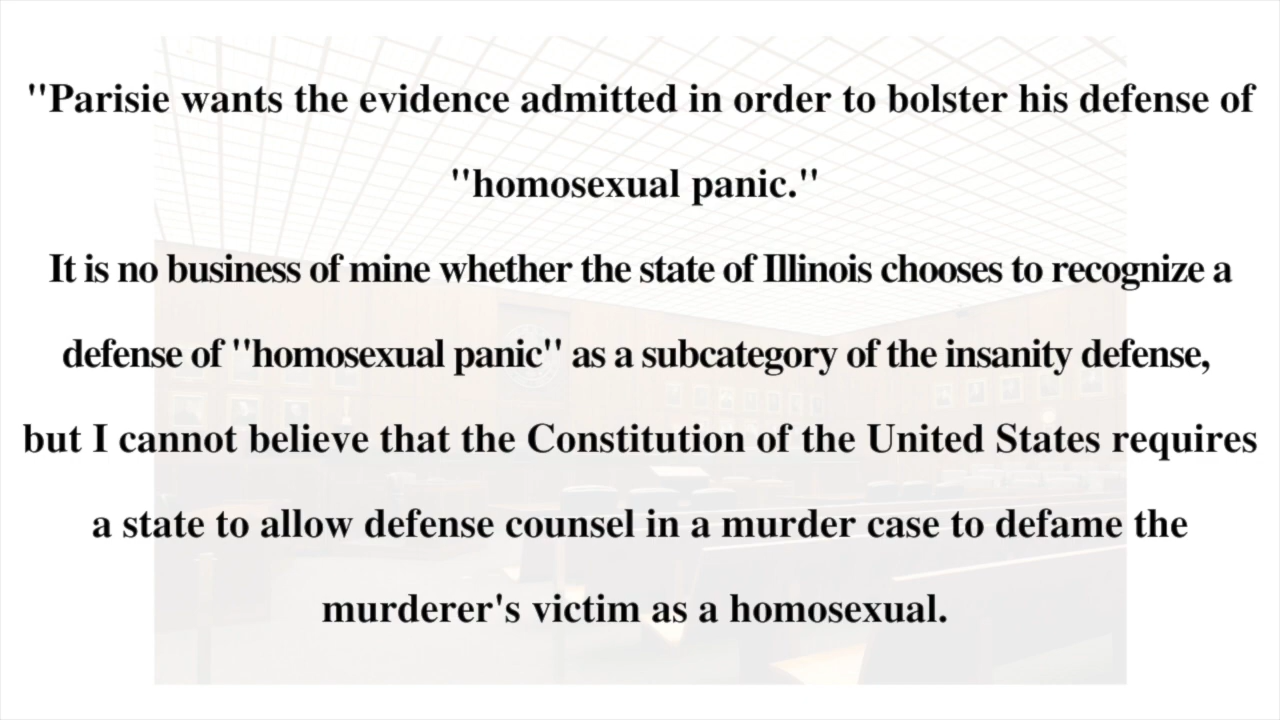 "Parisie wants the evidence admitted in order to bolster his defense of
"homosexual panic."
It is no business of mine whether the state of Illinois chooses to recognize a
defense of "homosexual panic" as a subcategory of the insanity defense,
but I cannot believe that the Constitution of the United States requires
a state to allow defense counsel in a murder case to defame the
murderer's victim as a homosexual.